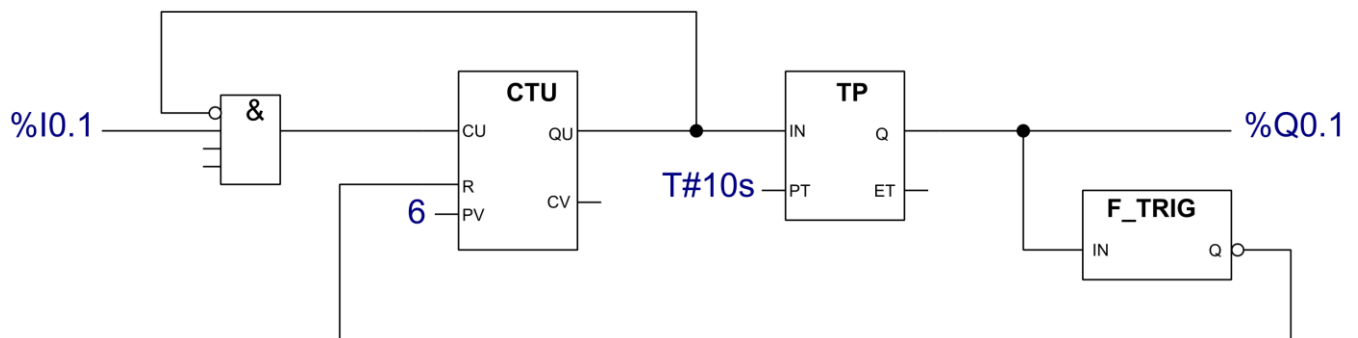 &
CTU
TP
%I0.1
CU
QU
IN
Q
%Q0.1
R
T#10s
PT
ET
6
PV
CV
F_TRIG
IN
Q